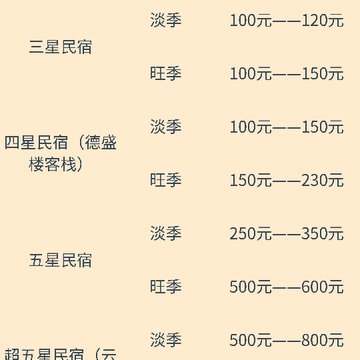 淡季 100元——120元
三星民宿
旺季 100元——150元
淡季 100元——150元
四星民宿（德盛
楼客栈）
旺季 150元——230元
淡季 250元——350元
五星民宿
旺季 500元——600元
淡季 500元——800元
超五星民宿（云